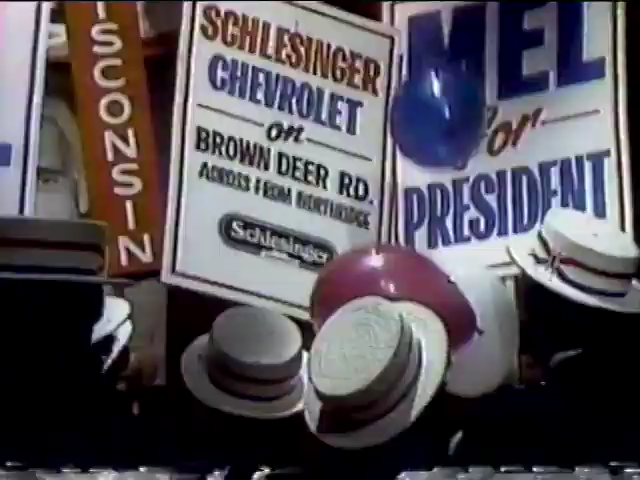 ISCONSIN
SCHLESINGER
CHEVROLET
on
BROWN DEER RD.
ACROSS FROM NORTHRIDGE
Schlesinger
MEL
for
PRESIDENT